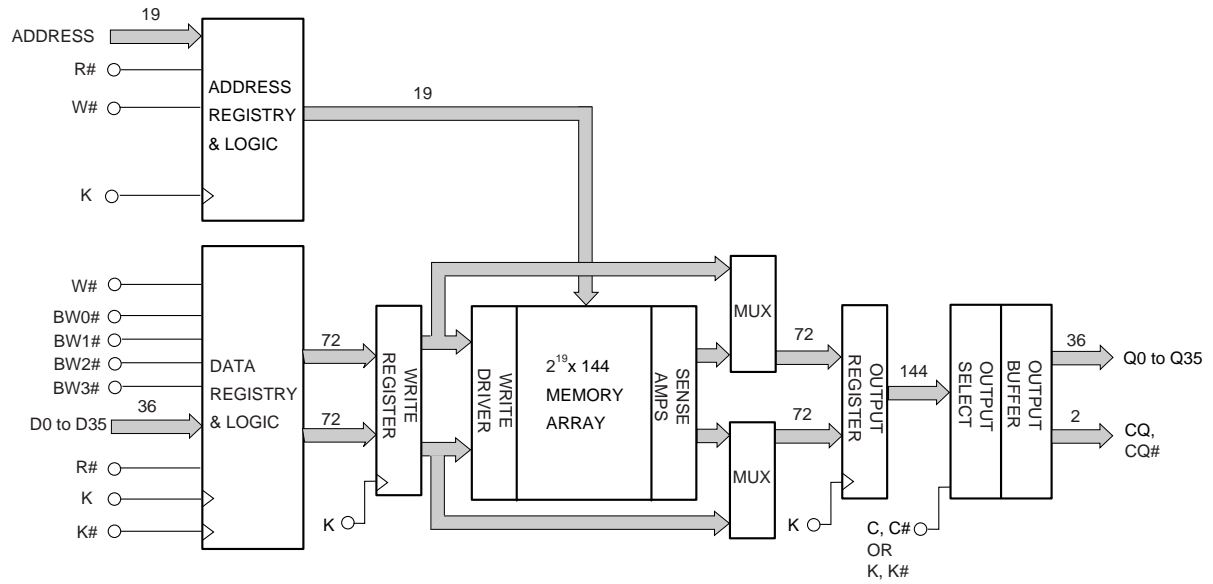 19
ADDRESS
R#
W#
K
ADDRESS
REGISTRY
& LOGIC
19
W#
BW0#
BW1#
BW2#
BW3#
36
D0 to D35
R#
K
K#
DATA
REGISTRY
& LOGIC
72
72
WRITE
REGISTER
K
WRITE
DRIVER
2^19 x 144
MEMORY
ARRAY
SENSE
AMPS
MUX
MUX
72
72
OUTPUT
REGISTER
K
144
OUTPUT
SELECT
OUTPUT
BUFFER
C, C#
OR
K, K#
36
Q0 to Q35
2
CQ,
CQ#